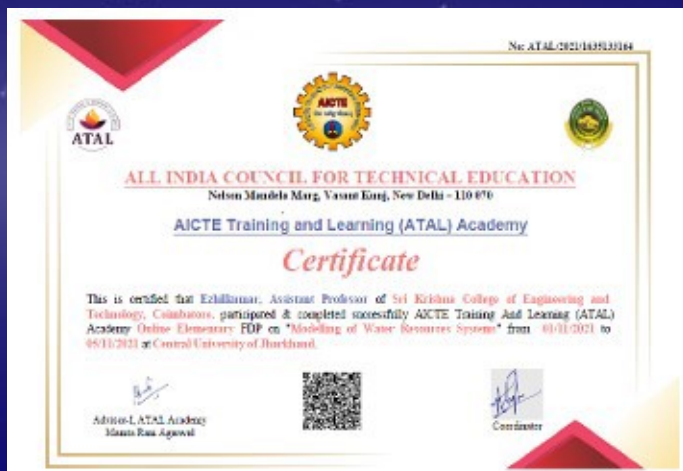 No: ATAL/2021/1635133164
ATAL
AICTE
ALL INDIA COUNCIL FOR TECHNICAL EDUCATION
Nelson Mandela Marg, Vasant Kunj, New Delhi – 110 070
AICTE Training and Learning (ATAL) Academy
Certificate
This is certified that Ezhilkumar, Assistant Professor of Sri Krishna College of Engineering and
Technology, Coimbatore, participated & completed successfully AICTE Training And Learning (ATAL)
Academy Online Elementary FDP on "Modelling of Water Resources Systems" from 01/11/2021 to
05/11/2021 at Central University of Jharkhand.
Advisor-I, ATAL Academy
Mamta Rani Agarwal
Coordinator